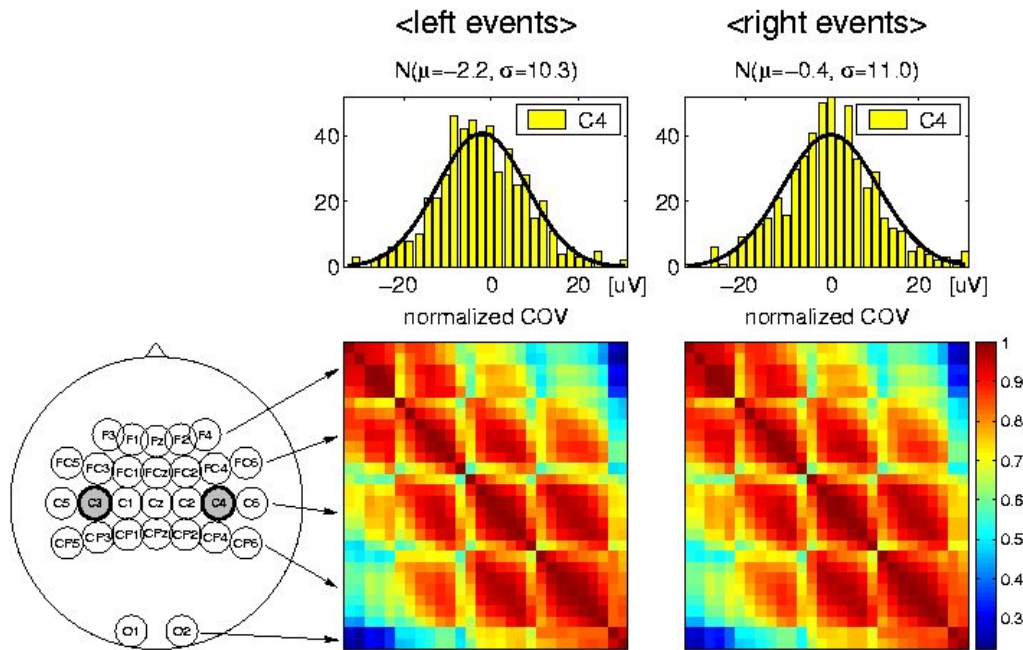 <left events>
<right events>
N(μ=−2.2, σ=10.3)
N(μ=−0.4, σ=11.0)
C4
C4
40
20
0
40
20
0
−20 0 20 [uV]
−20 0 20 [uV]
normalized COV
normalized COV
1
0.9
0.8
0.7
0.6
0.5
0.4
0.3
F3 F1 Fz F2 F4
FC5 FC3 FC1 FCz FC2 FC4 FC6
C5 C3 C1 Cz C2 C4 C6
CP5 CP3 CP1 CPz CP2 CP4 CP6
O1 O2